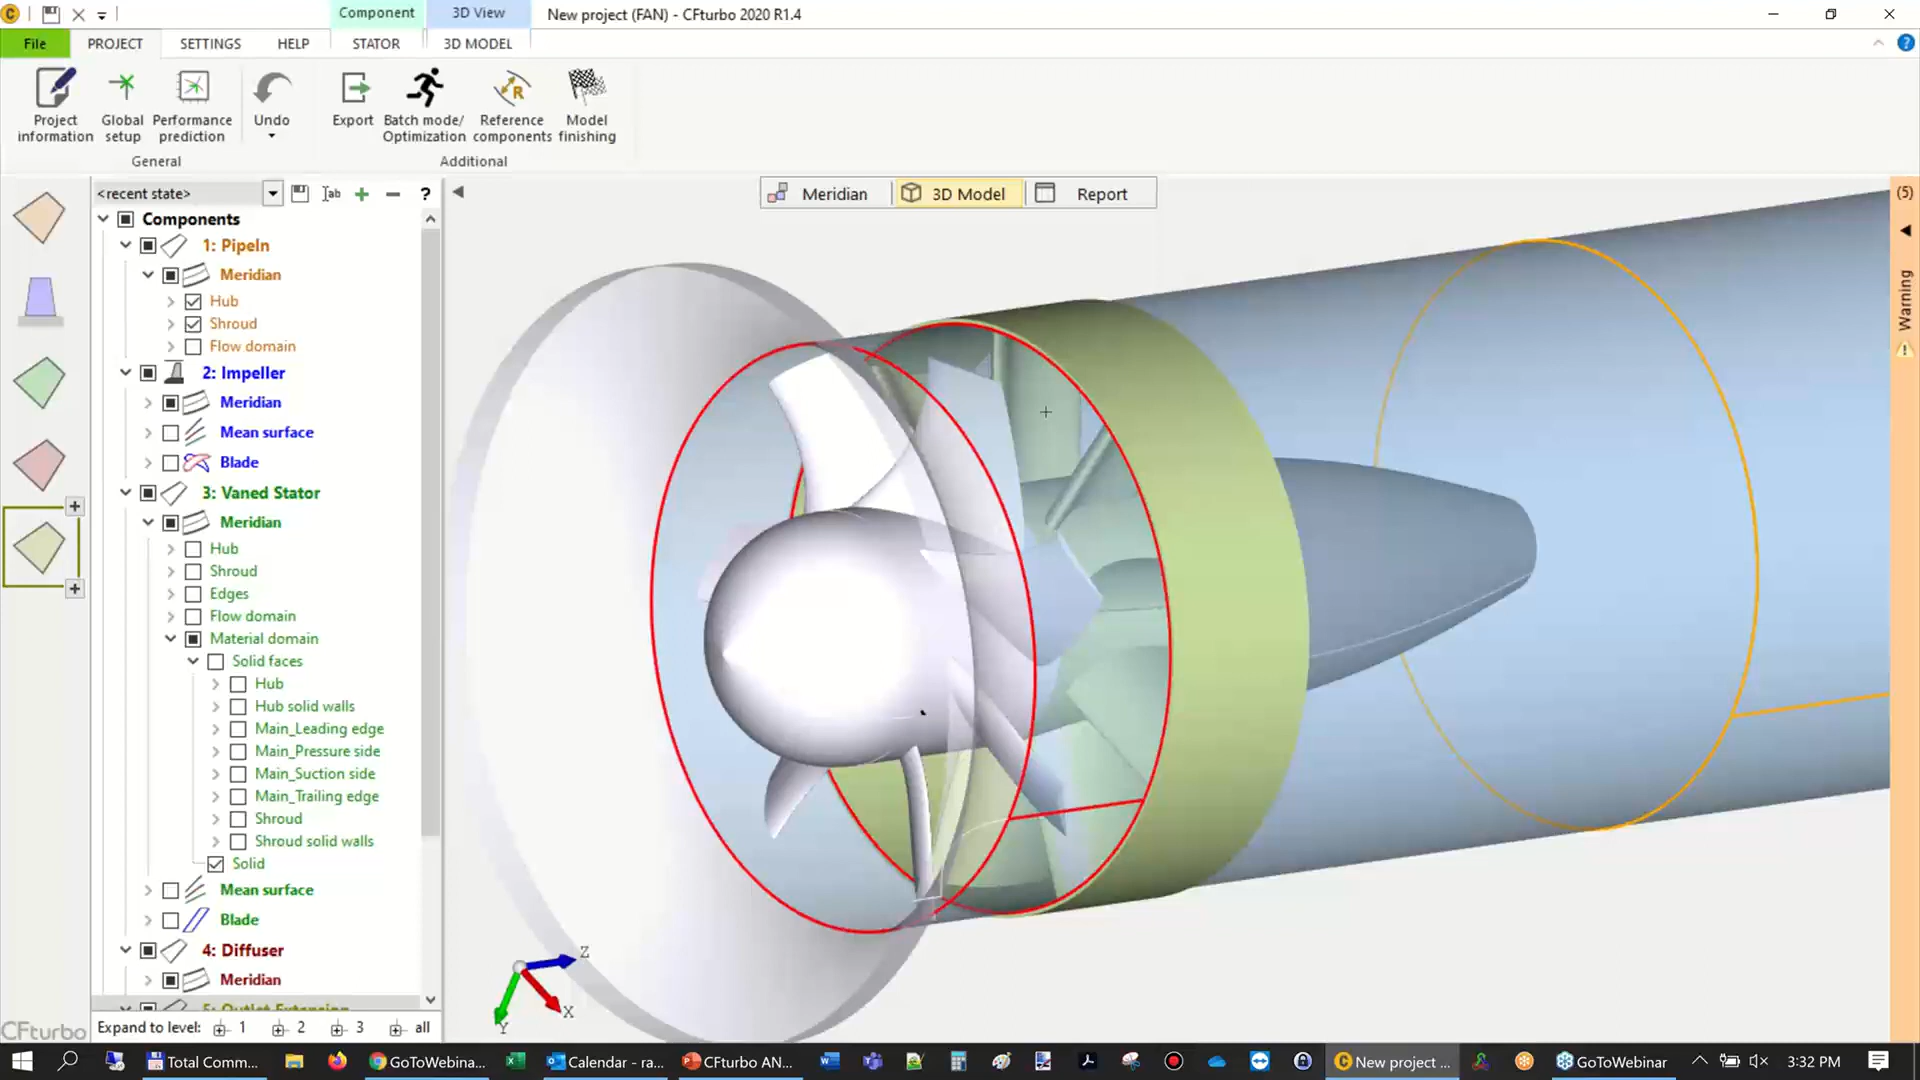 Component
3D View
New project (FAN) - CFturbo 2020 R1.4
File
PROJECT
SETTINGS
HELP
STATOR
3D MODEL
Project information
Global setup
Performance prediction
Undo
Export
Batch mode/ Optimization
Reference components
Model finishing
General
Additional
<recent state>
ab
?
Meridian
3D Model
Report
(5)
Warning
Components
1: PipeIn
Meridian
Hub
Shroud
Flow domain
2: Impeller
Meridian
Mean surface
Blade
3: Vaned Stator
Meridian
Hub
Shroud
Edges
Flow domain
Material domain
Solid faces
Hub
Hub solid walls
Main_Leading edge
Main_Pressure side
Main_Suction side
Main_Trailing edge
Shroud
Shroud solid walls
Solid
Mean surface
Blade
4: Diffuser
Meridian
5: Outlet Extension
Z
X
Y
CFturbo
Expand to level: 1 2 3 all
Total Comm...
GoToWebina...
Calendar - ra...
CFturbo AN...
New project ...
GoToWebinar
3:32 PM